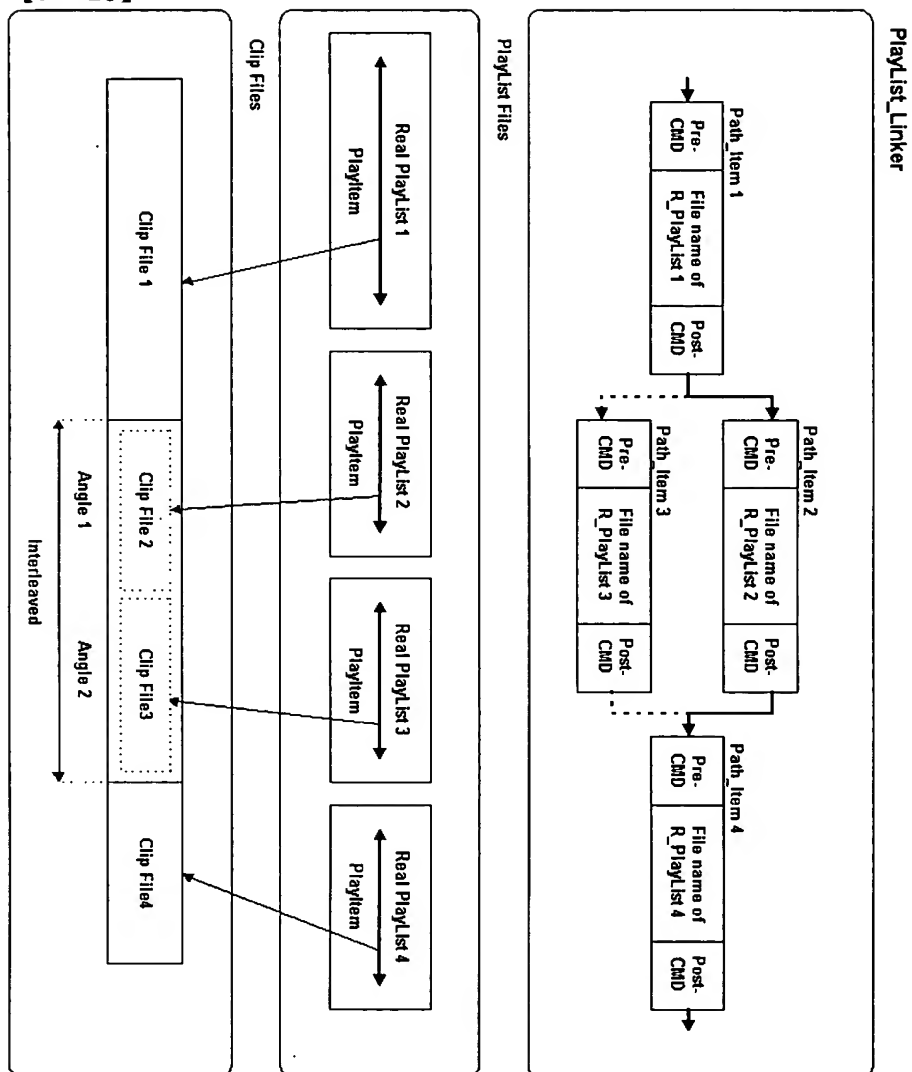 PlayList_Linker
Path_Item 1
Pre-
CMD
File name of
R_PlayList 1
Post-
CMD
Path_Item 2
Pre-
CMD
File name of
R_PlayList 2
Post-
CMD
Path_Item 3
Pre-
CMD
File name of
R_PlayList 3
Post-
CMD
Path_Item 4
Pre-
CMD
File name of
R_PlayList 4
Post-
CMD
PlayList Files
Real PlayList 1
PlayItem
Real PlayList 2
PlayItem
Real PlayList 3
PlayItem
Real PlayList 4
PlayItem
Clip Files
Clip File 1
Clip File 2
Clip File3
Clip File4
Angle 1
Angle 2
Interleaved